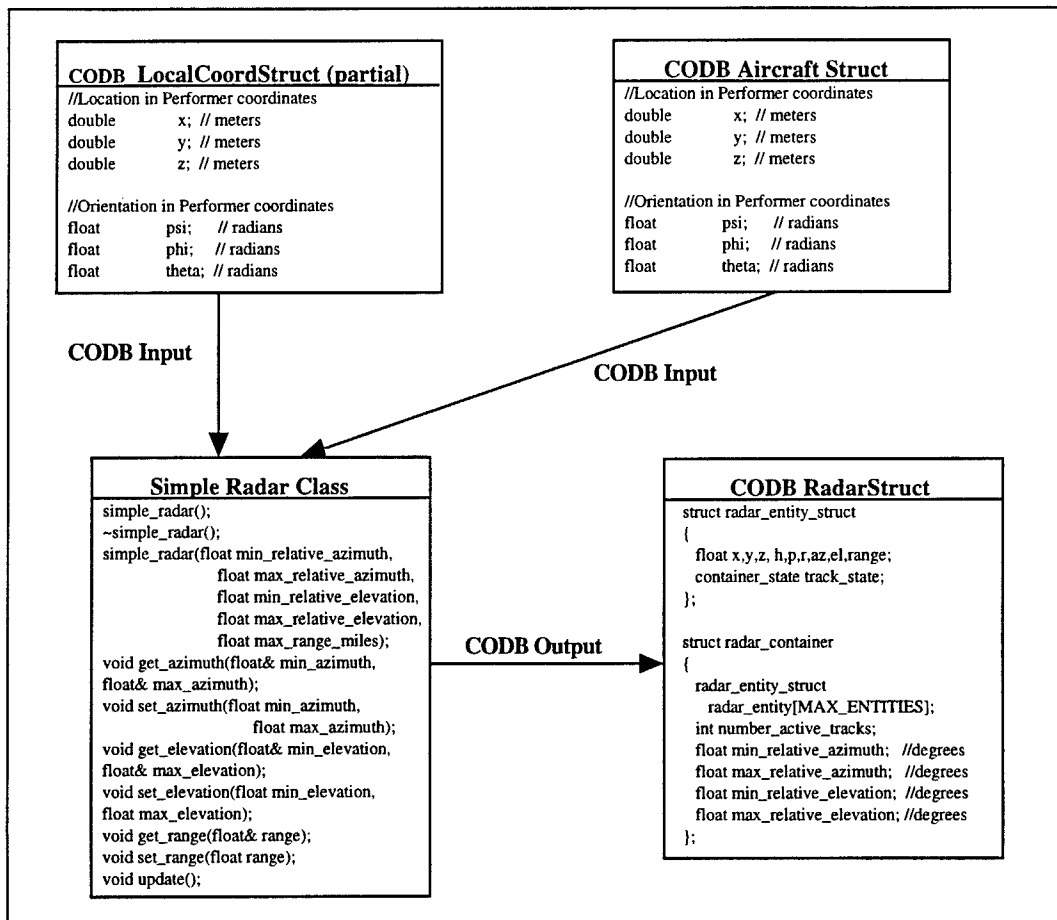 CODB LocalCoordStruct (partial)
//Location in Performer coordinates
double x; // meters
double y; // meters
double z; // meters
//Orientation in Performer coordinates
float psi; // radians
float phi; // radians
float theta; // radians
CODB Aircraft Struct
//Location in Performer coordinates
double x; // meters
double y; // meters
double z; // meters
//Orientation in Performer coordinates
float psi; // radians
float phi; // radians
float theta; // radians
CODB Input
CODB Input
Simple Radar Class
simple_radar();
~simple_radar();
simple_radar(float min_relative_azimuth,
float max_relative_azimuth,
float min_relative_elevation,
float max_relative_elevation,
float max_range_miles);
void get_azimuth(float& min_azimuth,
float& max_azimuth);
void set_azimuth(float min_azimuth,
float max_azimuth);
void get_elevation(float& min_elevation,
float& max_elevation);
void set_elevation(float min_elevation,
float max_elevation);
void get_range(float& range);
void set_range(float range);
void update();
CODB Output
CODB RadarStruct
struct radar_entity_struct
{
float x,y,z, h,p,r,az,el,range;
container_state track_state;
};
struct radar_container
{
radar_entity_struct
radar_entity[MAX_ENTITIES];
int number_active_tracks;
float min_relative_azimuth; //degrees
float max_relative_azimuth; //degrees
float min_relative_elevation; //degrees
float max_relative_elevation; //degrees
};